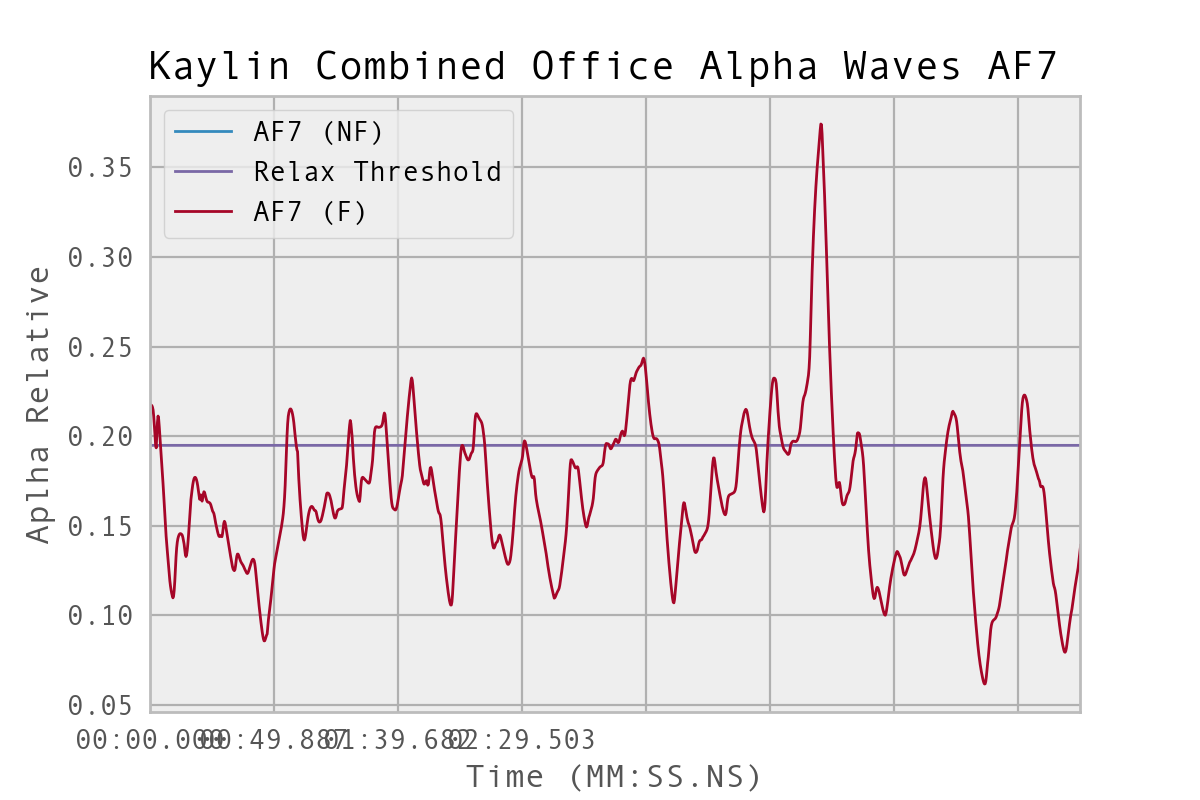 Kaylin Combined Office Alpha Waves AF7
AF7 (NF)
Relax Threshold
AF7 (F)
0.35
0.30
0.25
0.20
0.15
0.10
0.05
Aplha Relative
00:00.000 00:49.887 01:39.682 02:29.503
Time (MM:SS.NS)